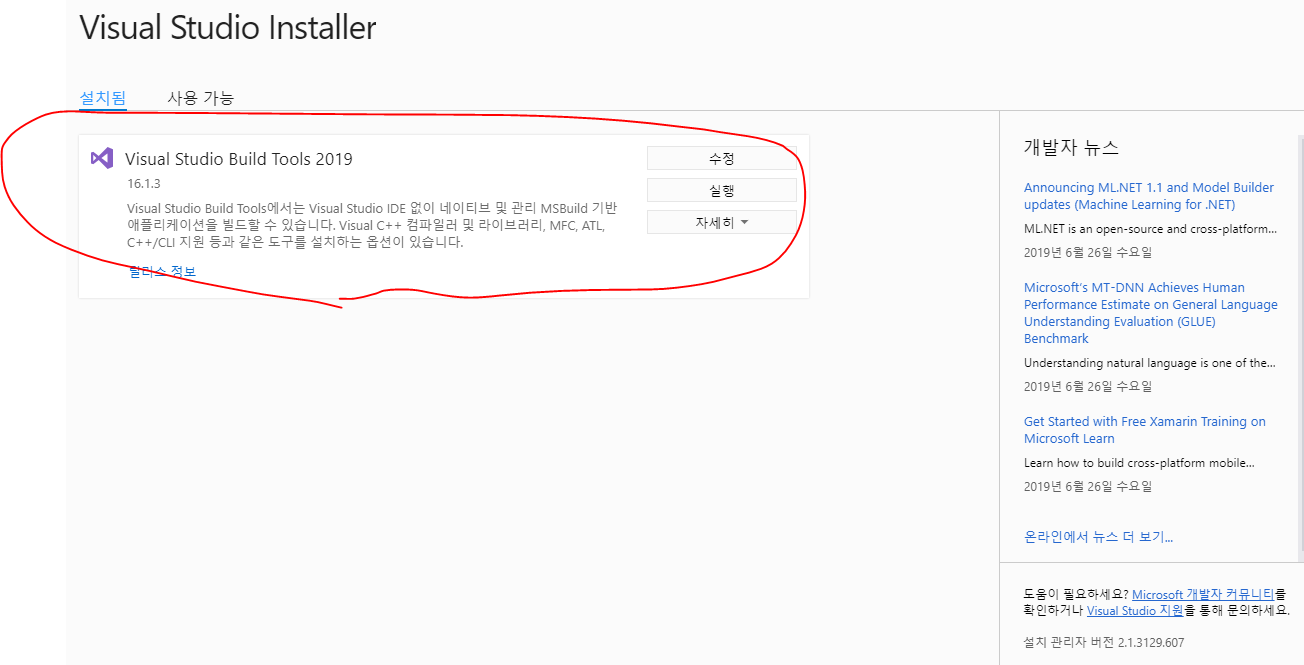 Visual Studio Installer
설치됨
사용 가능
Visual Studio Build Tools 2019
16.1.3
Visual Studio Build Tools에서는 Visual Studio IDE 없이 네이티브 및 관리 MSBuild 기반
애플리케이션을 빌드할 수 있습니다. Visual C++ 컴파일러 및 라이브러리, MFC, ATL,
C++/CLI 지원 등과 같은 도구를 설치하는 옵션이 있습니다.
릴리스 정보
수정
실행
자세히
개발자 뉴스
Announcing ML.NET 1.1 and Model Builder
updates (Machine Learning for .NET)
ML.NET is an open-source and cross-platform...
2019년 6월 26일 수요일
Microsoft's MT-DNN Achieves Human
Performance Estimate on General Language
Understanding Evaluation (GLUE)
Benchmark
Understanding natural language is one of the...
2019년 6월 26일 수요일
Get Started with Free Xamarin Training on
Microsoft Learn
Learn how to build cross-platform mobile...
2019년 6월 26일 수요일
온라인에서 뉴스 더 보기...
도움이 필요하세요? Microsoft 개발자 커뮤니티를
확인하거나 Visual Studio 지원을 통해 문의하세요.
설치 관리자 버전 2.1.3129.607